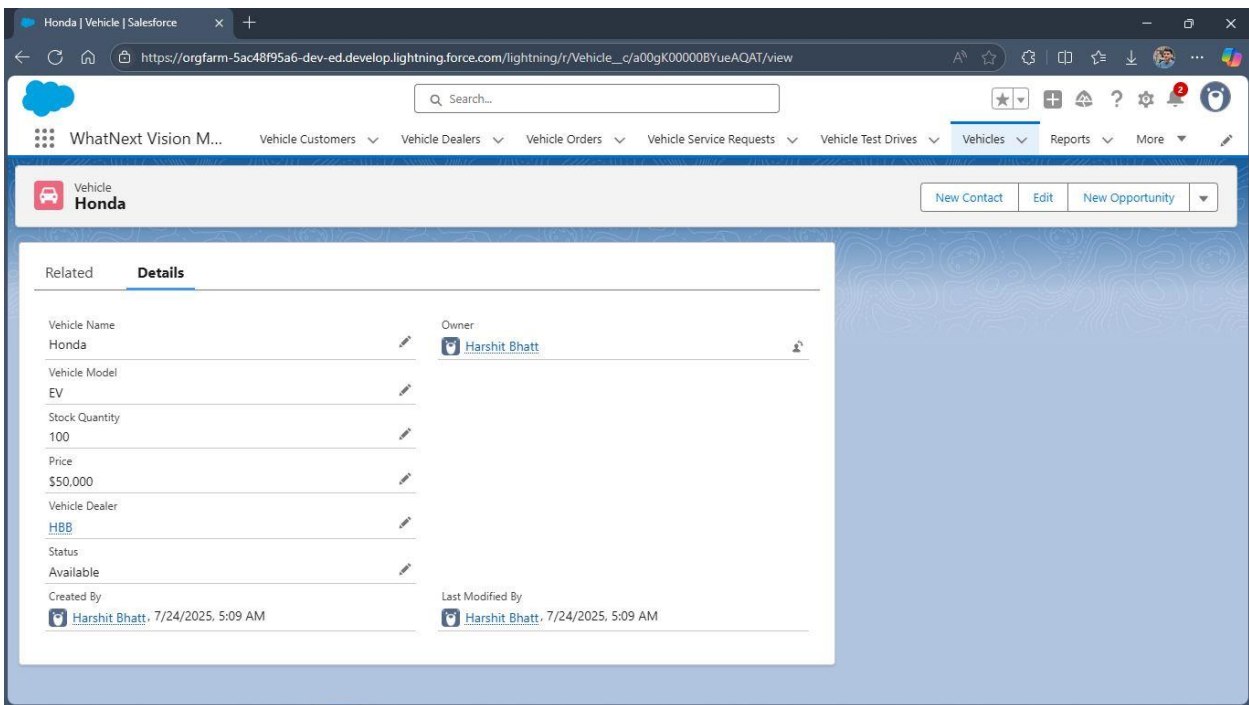 Honda | Vehicle | Salesforce
https://orgfarm-5ac48f95a6-dev-ed.develop.lightning.force.com/lightning/r/Vehicle__c/a00gK00000BYueAQAT/view
Search...
2
WhatNext Vision M... Vehicle Customers Vehicle Dealers Vehicle Orders Vehicle Service Requests Vehicle Test Drives Vehicles Reports More
Vehicle
Honda
New Contact Edit New Opportunity
Related Details
Vehicle Name Owner
Honda Harshit Bhatt
Vehicle Model
EV
Stock Quantity
100
Price
$50,000
Vehicle Dealer
HBB
Status
Available
Created By Last Modified By
Harshit Bhatt, 7/24/2025, 5:09 AM Harshit Bhatt, 7/24/2025, 5:09 AM